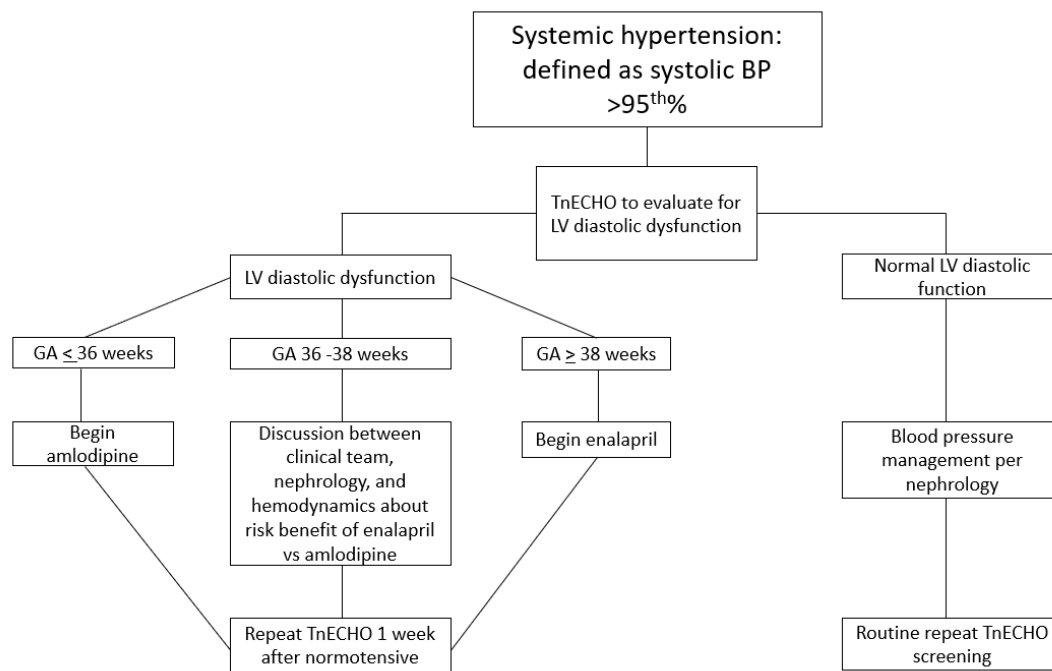 Systemic hypertension:
defined as systolic BP
>95th%
TnECHO to evaluate for
LV diastolic dysfunction
LV diastolic dysfunction
Normal LV diastolic
function
GA < 36 weeks
GA 36 -38 weeks
GA > 38 weeks
Begin
amlodipine
Discussion between
clinical team,
nephrology, and
hemodynamics about
risk benefit of enalapril
vs amlodipine
Begin enalapril
Blood pressure
management per
nephrology
Repeat TnECHO 1 week
after normotensive
Routine repeat TnECHO
screening